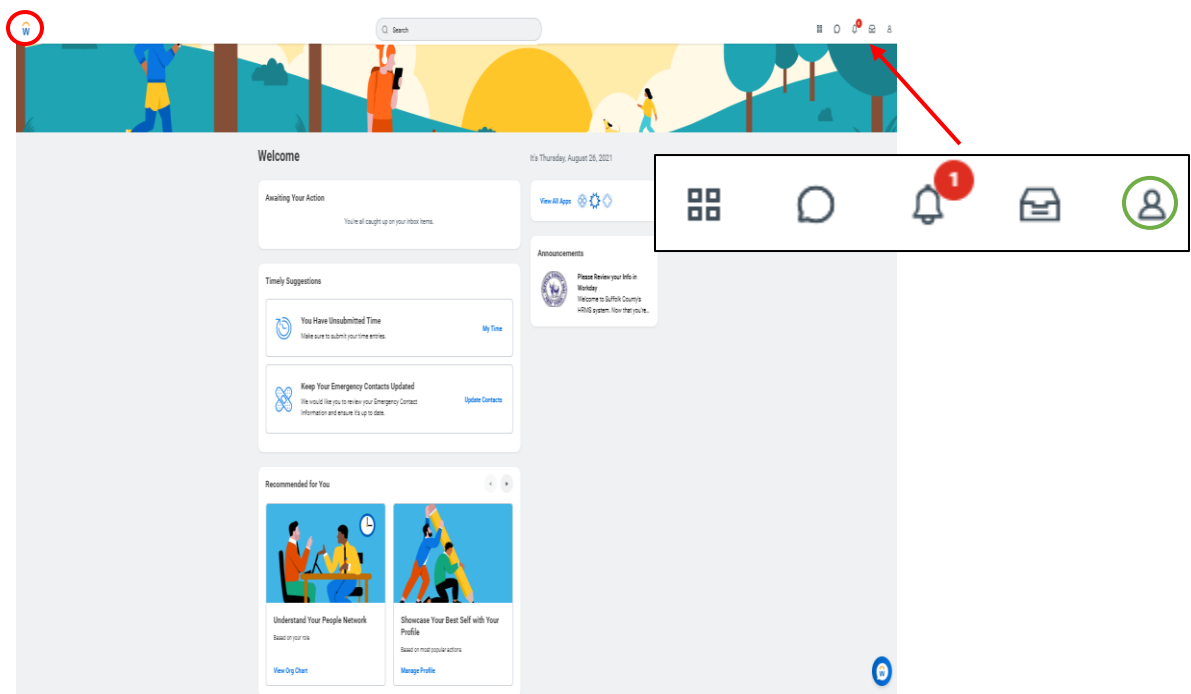 W
Search
Welcome
It's Thursday, August 26, 2021
Awaiting Your Action
You're all caught up on your inbox items.
View All Apps
1
Announcements
Please Review your Info in
Workday
Welcome to Suffolk County's
HRMS system. Now that you're...
Timely Suggestions
You Have Unsubmitted Time
Make sure to submit your time entries.
My Time
Keep Your Emergency Contacts Updated
We would like you to review your Emergency Contact
Information and ensure it's up to date.
Update Contacts
Recommended for You
Understand Your People Network
Based on your role
View Org Chart
Showcase Your Best Self with Your
Profile
Based on most popular actions
Manage Profile
W